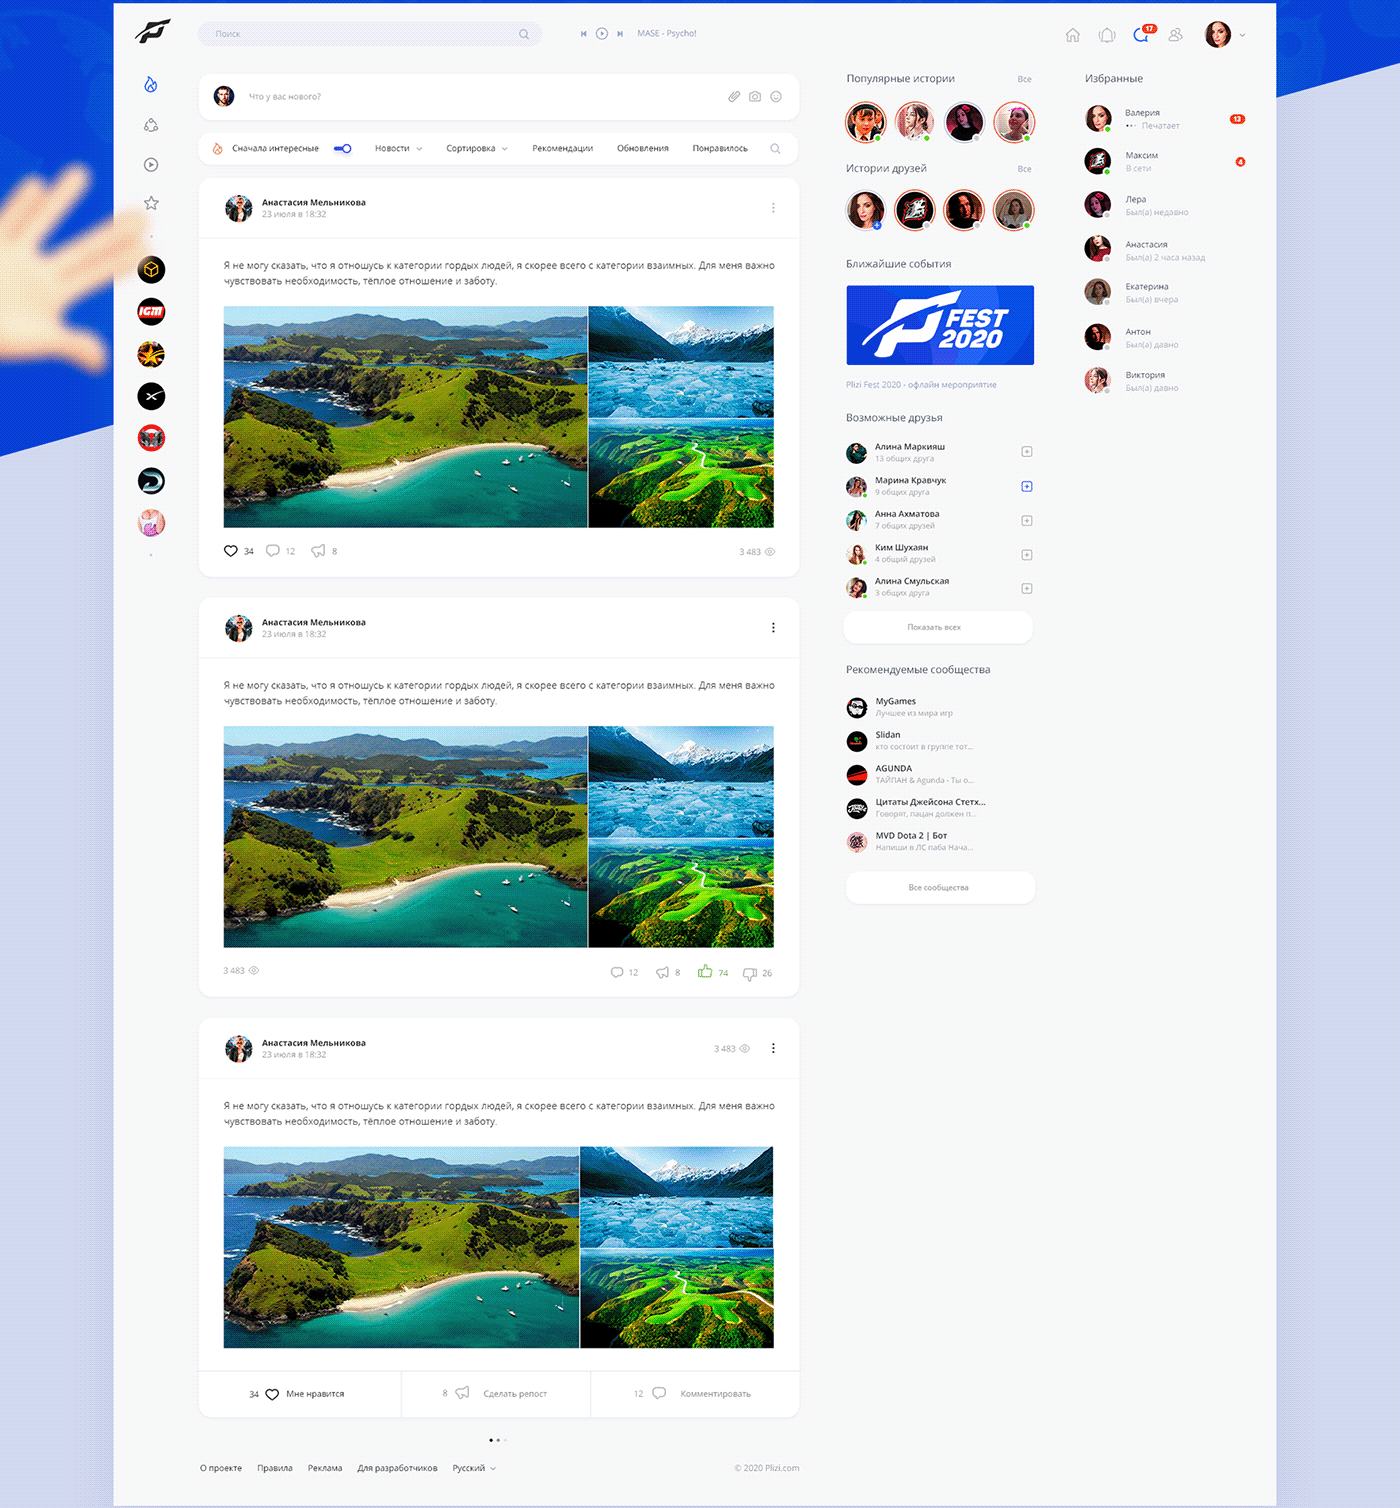 Поиск
MASE - Psycho!
17
Что у вас нового?
Сначала интересные
Новости
Сортировка
Рекомендации
Обновления
Понравилось
Анастасия Мельникова
23 июля в 18:32
Я не могу сказать, что я отношусь к категории гордых людей, я скорее всего с категории взаимных. Для меня важно
чувствовать необходимость, тёплое отношение и заботу.
34
12
8
3 483
Анастасия Мельникова
23 июля в 18:32
Я не могу сказать, что я отношусь к категории гордых людей, я скорее всего с категории взаимных. Для меня важно
чувствовать необходимость, тёплое отношение и заботу.
3 483
12
8
74
26
Анастасия Мельникова
23 июля в 18:32
3 483
Я не могу сказать, что я отношусь к категории гордых людей, я скорее всего с категории взаимных. Для меня важно
чувствовать необходимость, тёплое отношение и заботу.
34 Мне нравится
8 Сделать репост
12 Комментировать
IGM
Популярные истории
Все
Истории друзей
Все
Ближайшие события
FEST
2020
Plizi Fest 2020 - офлайн мероприятие
Возможные друзья
Алина Маркияш
13 общих друга
Марина Кравчук
9 общих друга
Анна Ахматова
7 общих друзей
Ким Шухаян
4 общий друзей
Алина Смульская
3 общих друга
Показать всех
Рекомендуемые сообщества
MyGames
Лучшее из мира игр
Slidan
кто состоит в группе тот...
AGUNDA
ТАЙПАН & Agunda - Ты о...
Цитаты Джейсона Стетх...
Говорят, пацан должен п...
MVD Dota 2 | Бот
Напиши в ЛС паба Нача...
Все сообщества
Избранные
Валерия
Печатает
13
Максим
В сети
4
Лера
Был(а) недавно
Анастасия
Был(а) 2 часа назад
Екатерина
Был(а) вчера
Антон
Был(а) давно
Виктория
Был(а) давно
О проекте
Правила
Реклама
Для разработчиков
Русский
© 2020 Plizi.com